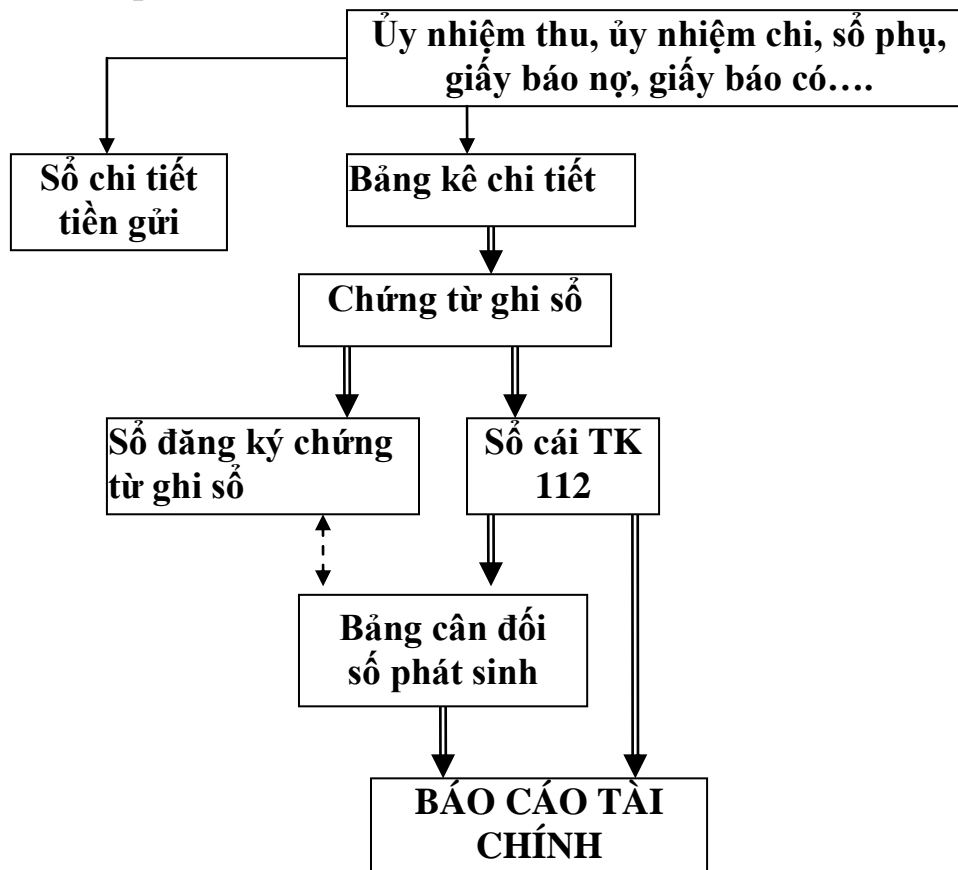 Ủy nhiệm thu, ủy nhiệm chi, sổ phụ,
giấy báo nợ, giấy báo có….
Sổ chi tiết
tiền gửi
Bảng kê chi tiết
Chứng từ ghi sổ
Sổ đăng ký chứng
từ ghi sổ
Sổ cái TK
112
Bảng cân đối
số phát sinh
BÁO CÁO TÀI
CHÍNH